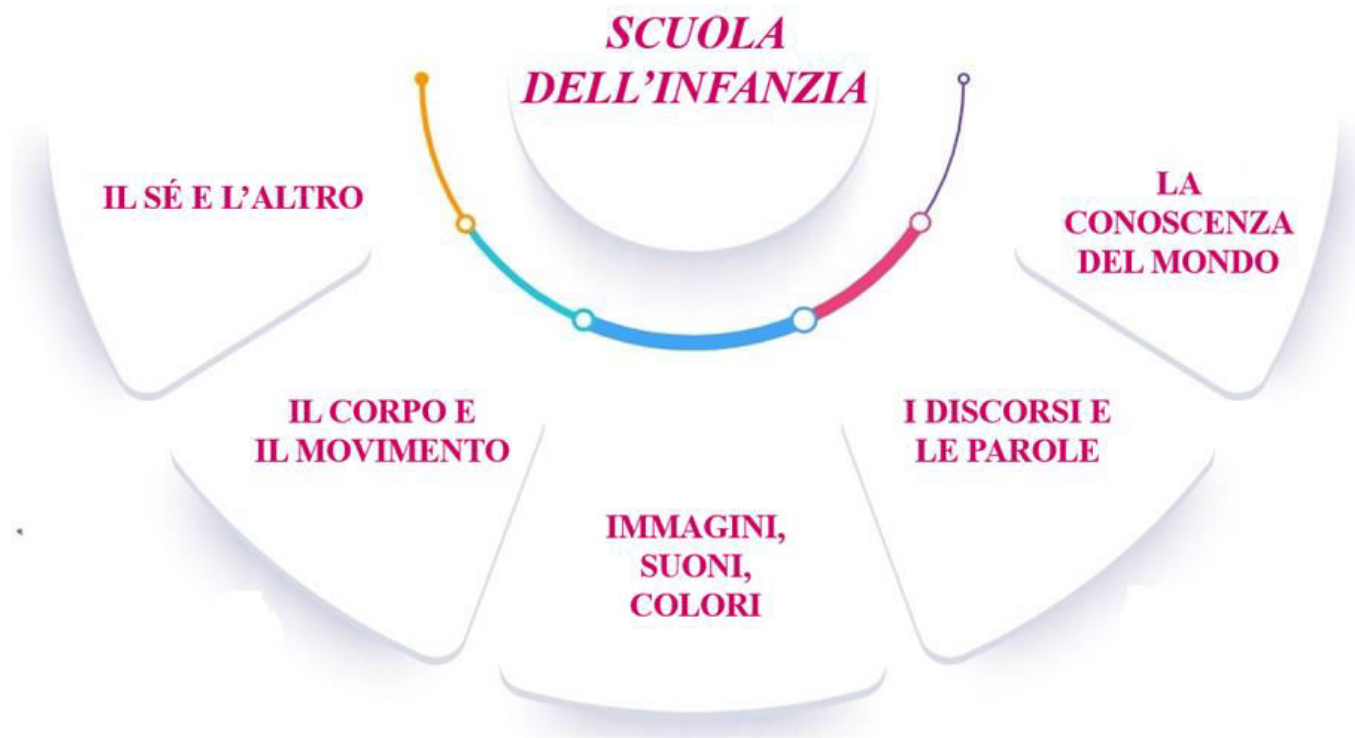 SCUOLA
DELL’INFANZIA
IL SÉ E L’ALTRO
IL CORPO E
IL MOVIMENTO
IMMAGINI,
SUONI,
COLORI
I DISCORSI E
LE PAROLE
LA
CONOSCENZA
DEL MONDO